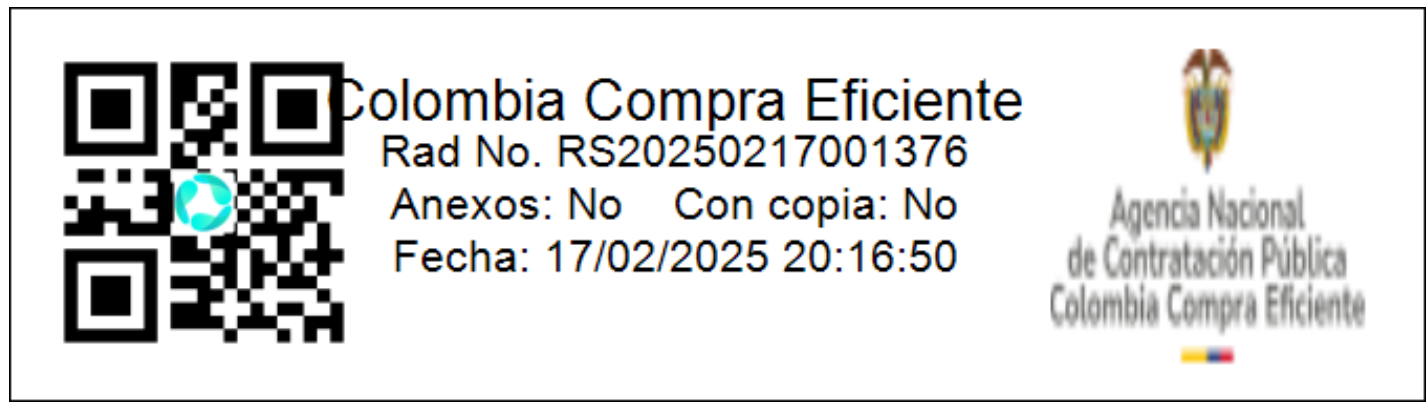 Colombia Compra Eficiente
Rad No. RS20250217001376
Anexos: No Con copia: No
Fecha: 17/02/2025 20:16:50
Agencia Nacional
de Contratación Pública
Colombia Compra Eficiente